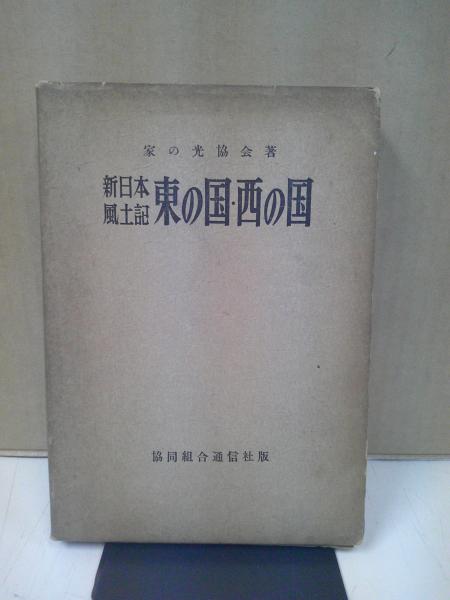 家の光協会著
新日本風土記 東の国・西の国
協同組合通信社版